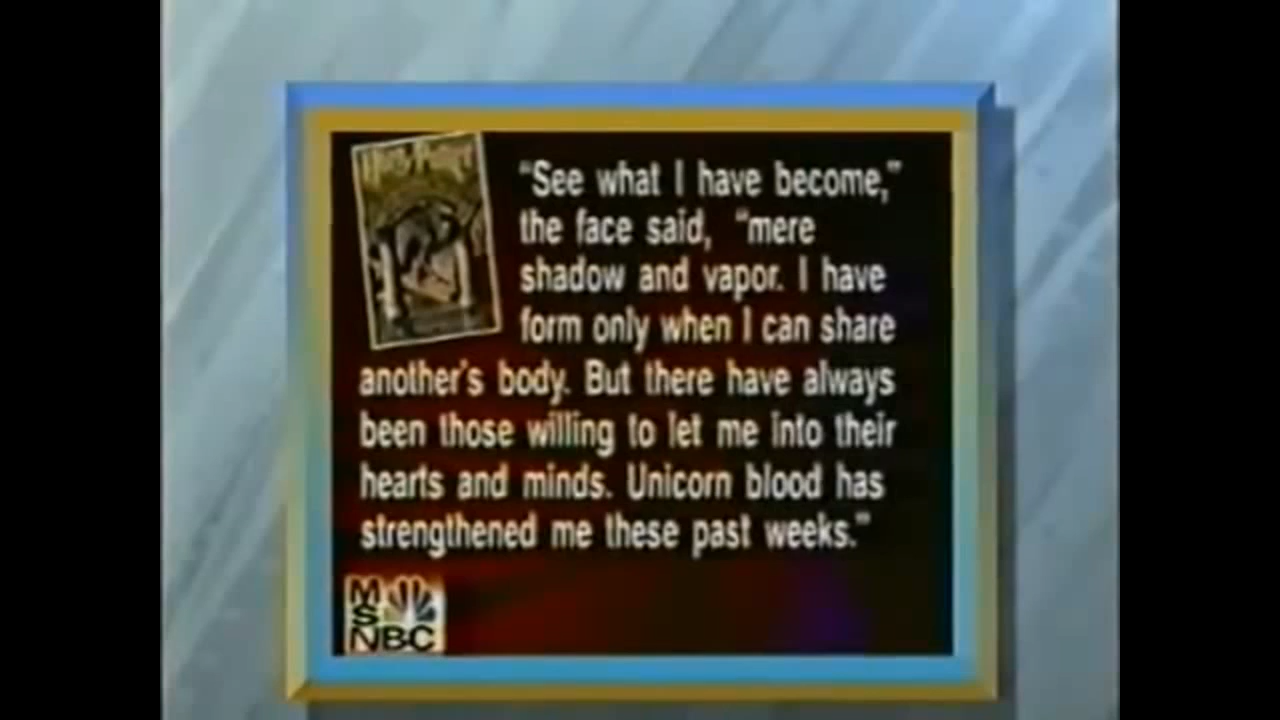 “See what I have become,”
the face said, “mere
shadow and vapor. I have
form only when I can share
another's body. But there have always
been those willing to let me into their
hearts and minds. Unicorn blood has
strengthened me these past weeks.”
MS
NBC